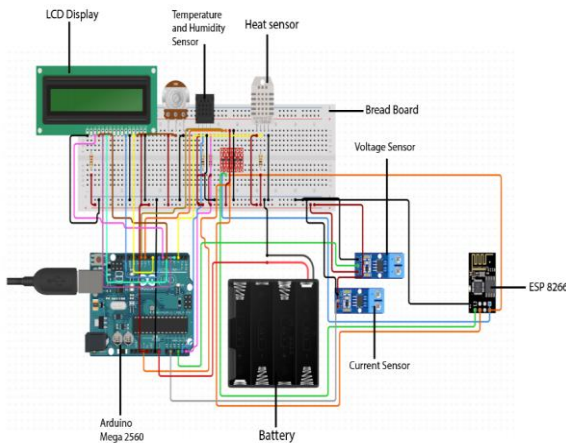 LCD Display
Temperature
and Humidity
Sensor
Heat sensor
Bread Board
Voltage Sensor
ESP 8266
Current Sensor
Arduino
Mega 2560
Battery